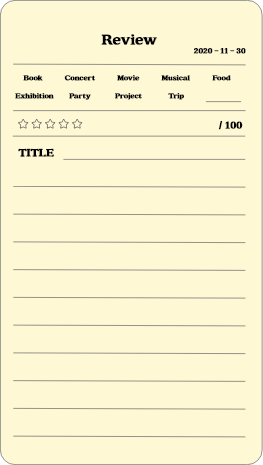 Review
2020 - 11 - 30
Book Concert Movie Musical Food
Exhibition Party Project Trip
/ 100
TITLE